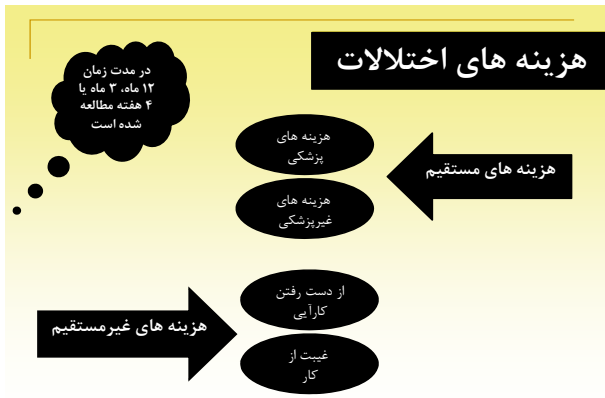 هزینه های اختلالات
در مدت زمان
۱۲ ماه، ۳ ماه یا
۴ هفته مطالعه
شده است
هزینه های مستقیم
هزینه های
پزشکی
هزینه های
غیرپزشکی
هزینه های غیرمستقیم
از دست رفتن
کارآیی
غیبت از
کار